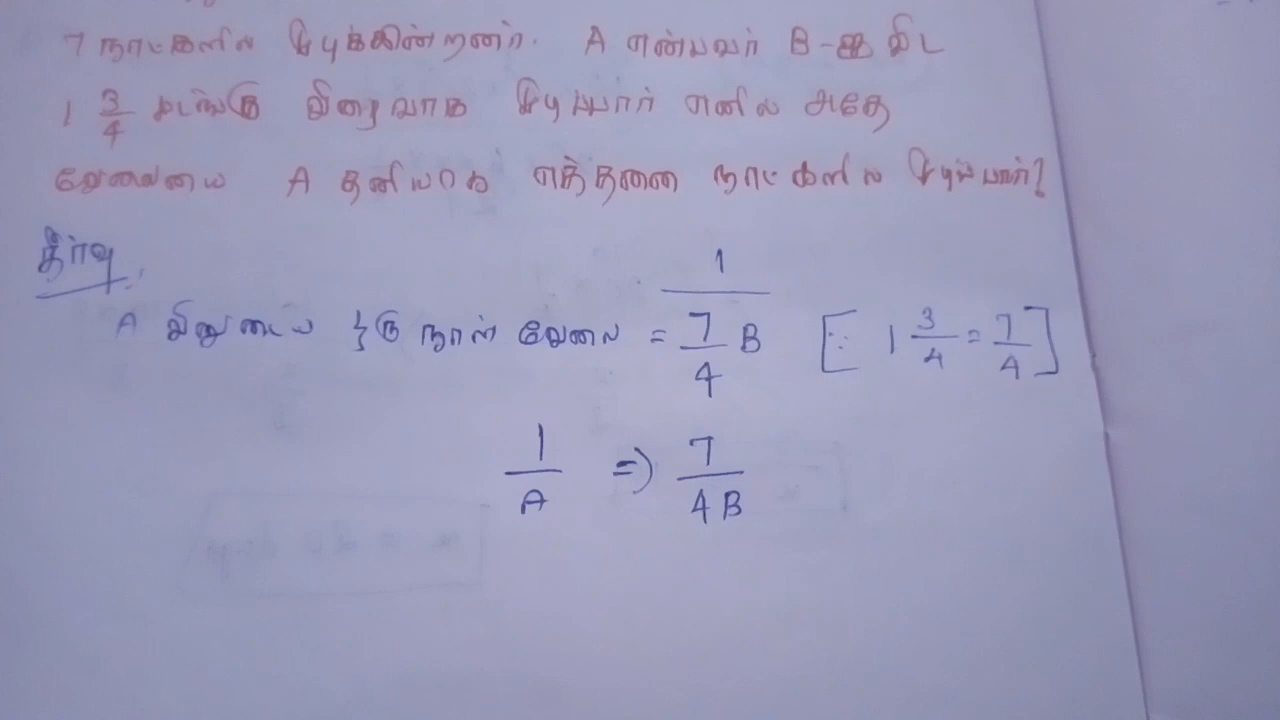 7 நாட்களில் முடிக்கின்றனர். A என்பவர் B-ஐ விட
1 3/4 மடங்கு விரைவாக முடிப்பார் எனில் அதே
வேலையை A தனியாக எத்தனை நாட்களில் முடிப்பார்?
தீர்வு
A யினுடைய ஒரு நாள் வேலை = 1/(7/4 B) [∵ 1 3/4 = 7/4]
1/A => 7/4B